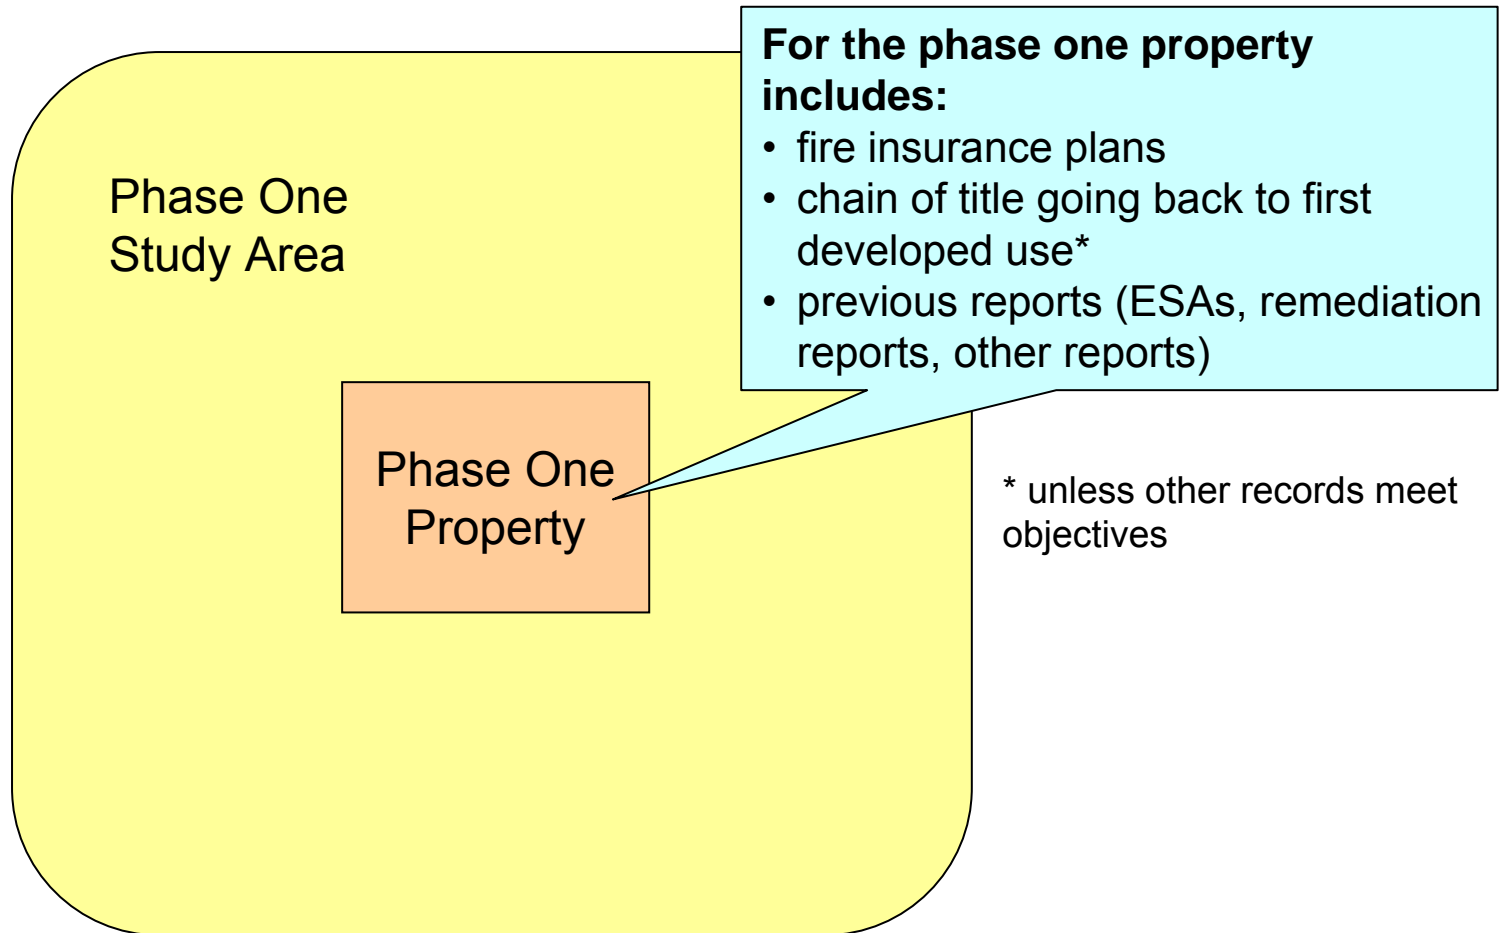 For the phase one property
includes:
• fire insurance plans
• chain of title going back to first
developed use*
• previous reports (ESAs, remediation
reports, other reports)
Phase One
Study Area
Phase One
Property
* unless other records meet
objectives